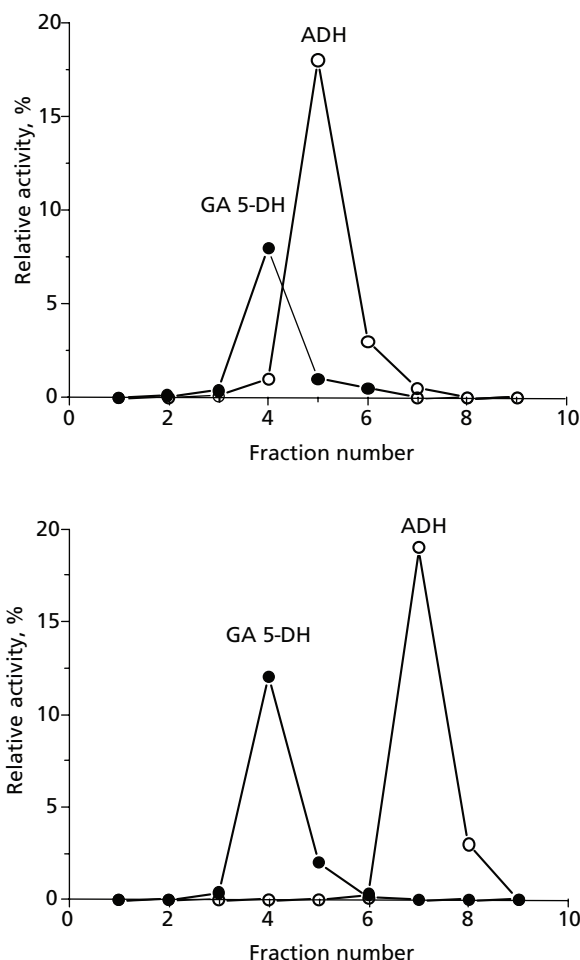 20
ADH
15
Relative activity, %
GA 5-DH
10
5
0
0 2 4 6 8 10
Fraction number
20
ADH
15
GA 5-DH
Relative activity, %
10
5
0
0 2 4 6 8 10
Fraction number